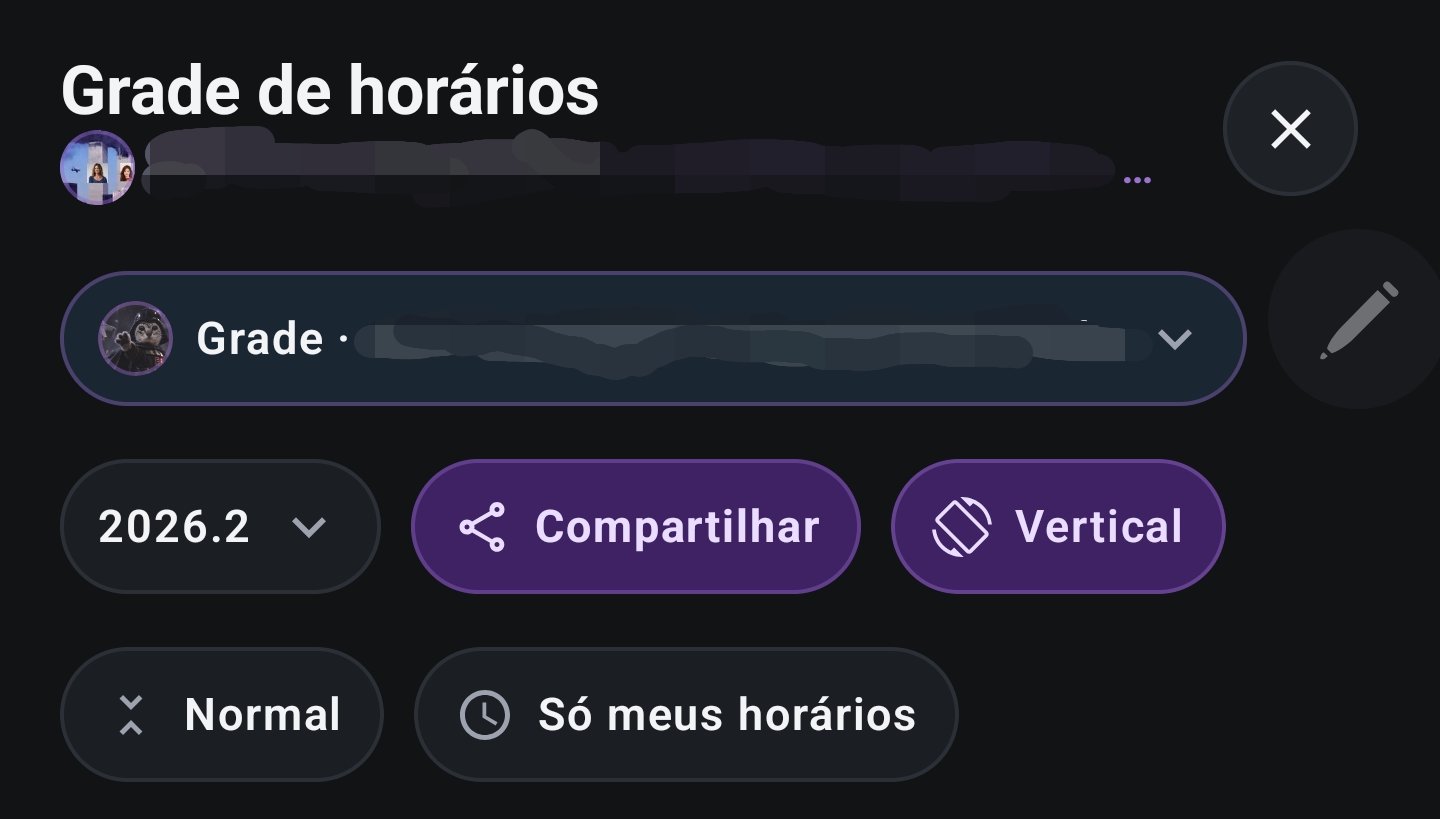 Grade de horários
...
Grade ·
2026.2
Compartilhar
Vertical
Normal
Só meus horários